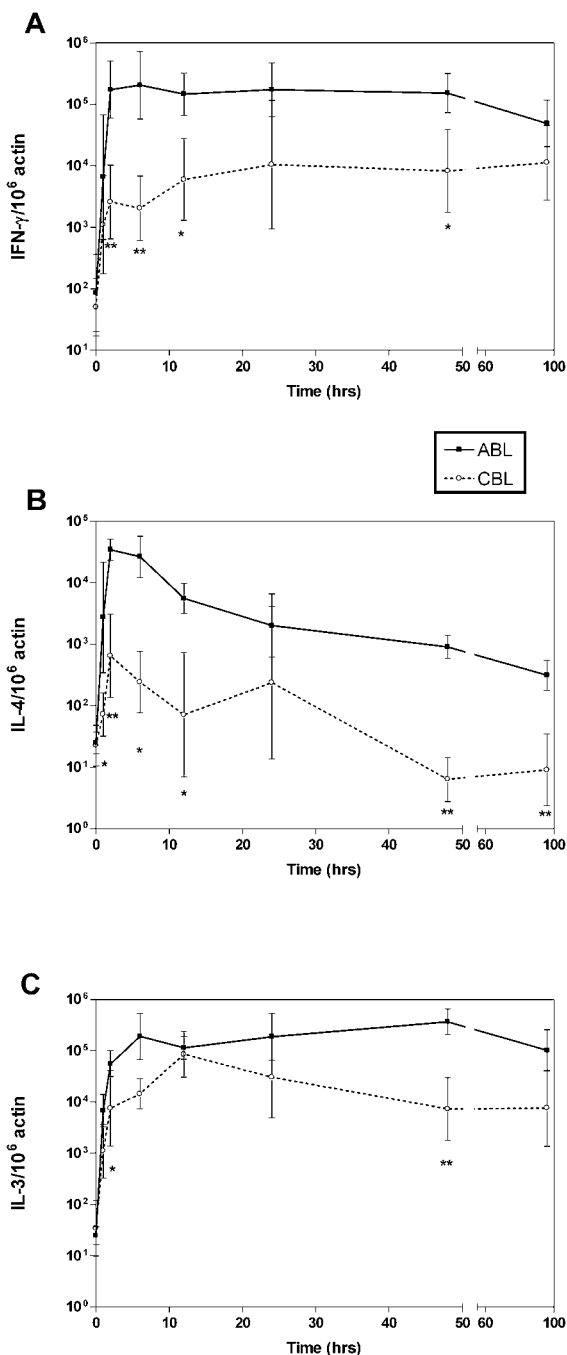 A
IFN-γ/10⁶ actin
10⁶
10⁵
10⁴
10³
10²
10¹
** ** * *
0 10 20 30 40 50 60 100
Time (hrs)
ABL
CBL
B
IL-4/10⁶ actin
10⁵
10⁴
10³
10²
10¹
10⁰
* ** * * ** **
0 10 20 30 40 50 60 100
Time (hrs)
C
IL-3/10⁶ actin
10⁶
10⁵
10⁴
10³
10²
10¹
10⁰
* **
0 10 20 30 40 50 60 100
Time (hrs)